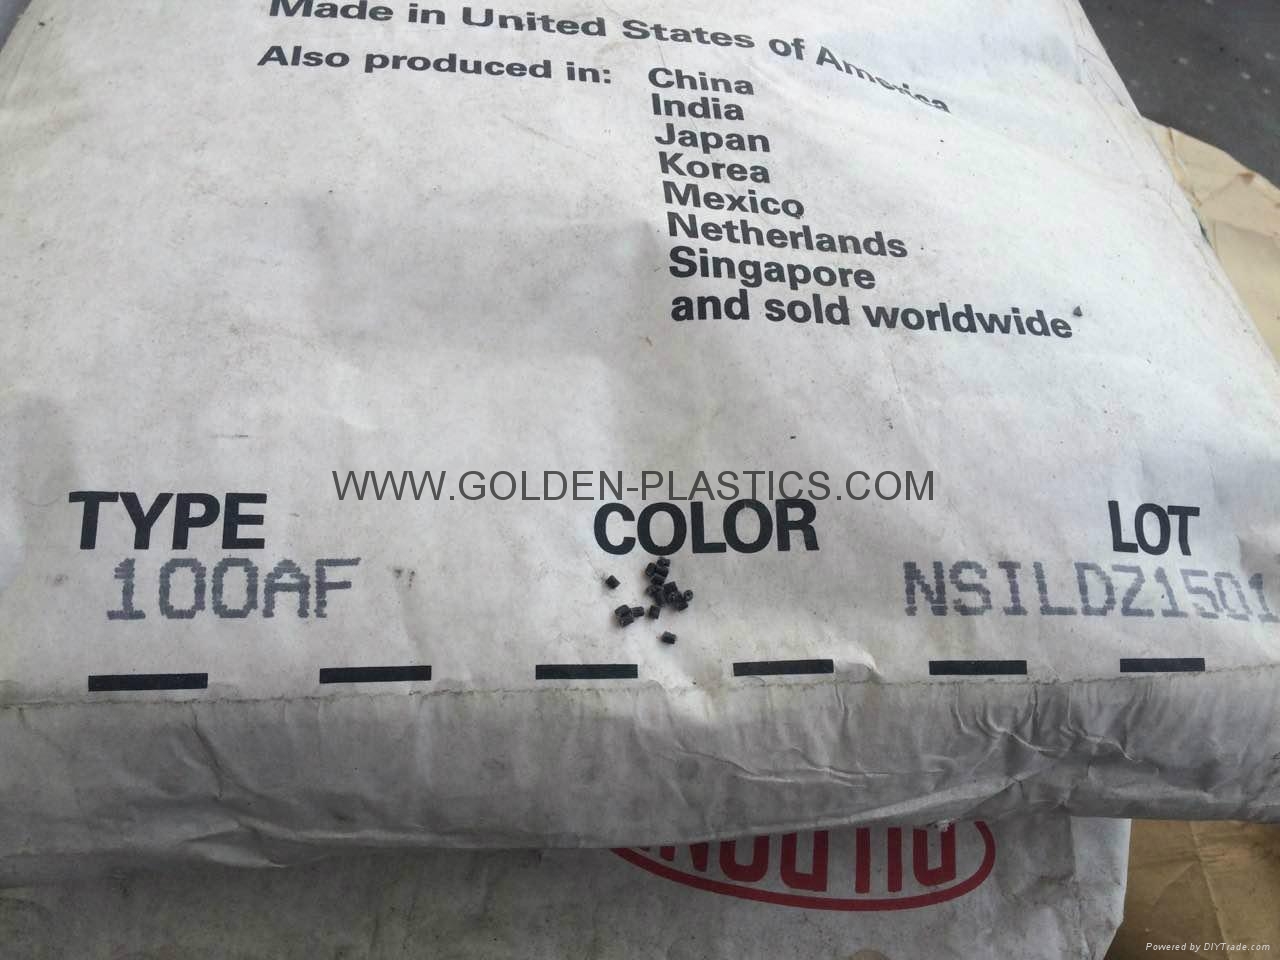 Made in United States of America
Also produced in: China
India
Japan
Korea
Mexico
Netherlands
Singapore
and sold worldwide
WWW.GOLDEN-PLASTICS.COM
TYPE COLOR LOT
100AF NSILDZ1501
Powered by DIYTrade.com